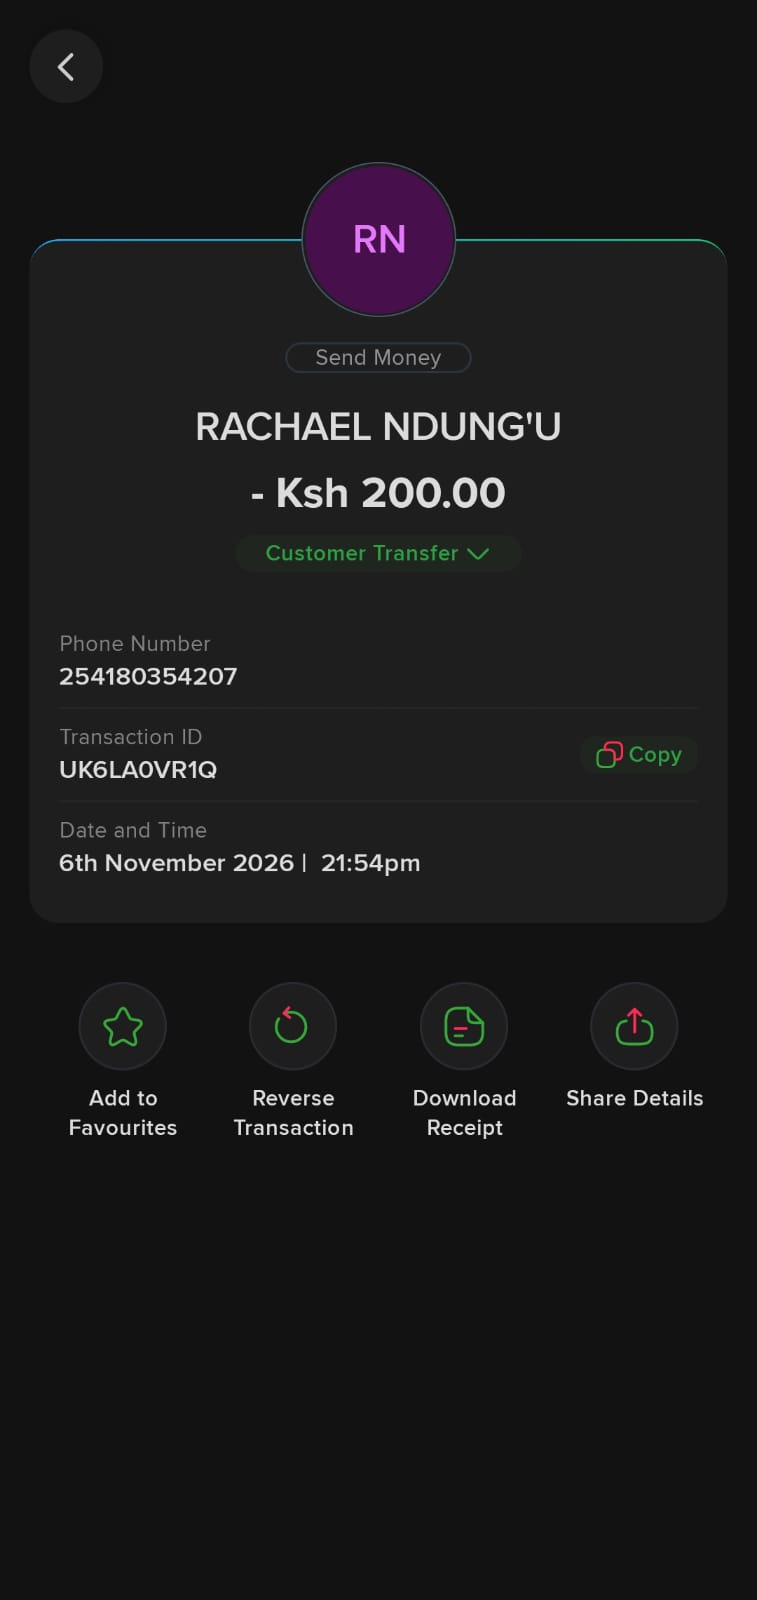 RN
Send Money
RACHAEL NDUNG'U
- Ksh 200.00
Customer Transfer
Phone Number
254180354207
Transaction ID
UK6LA0VR1Q
Copy
Date and Time
6th November 2026 | 21:54pm
Add to Favourites
Reverse Transaction
Download Receipt
Share Details